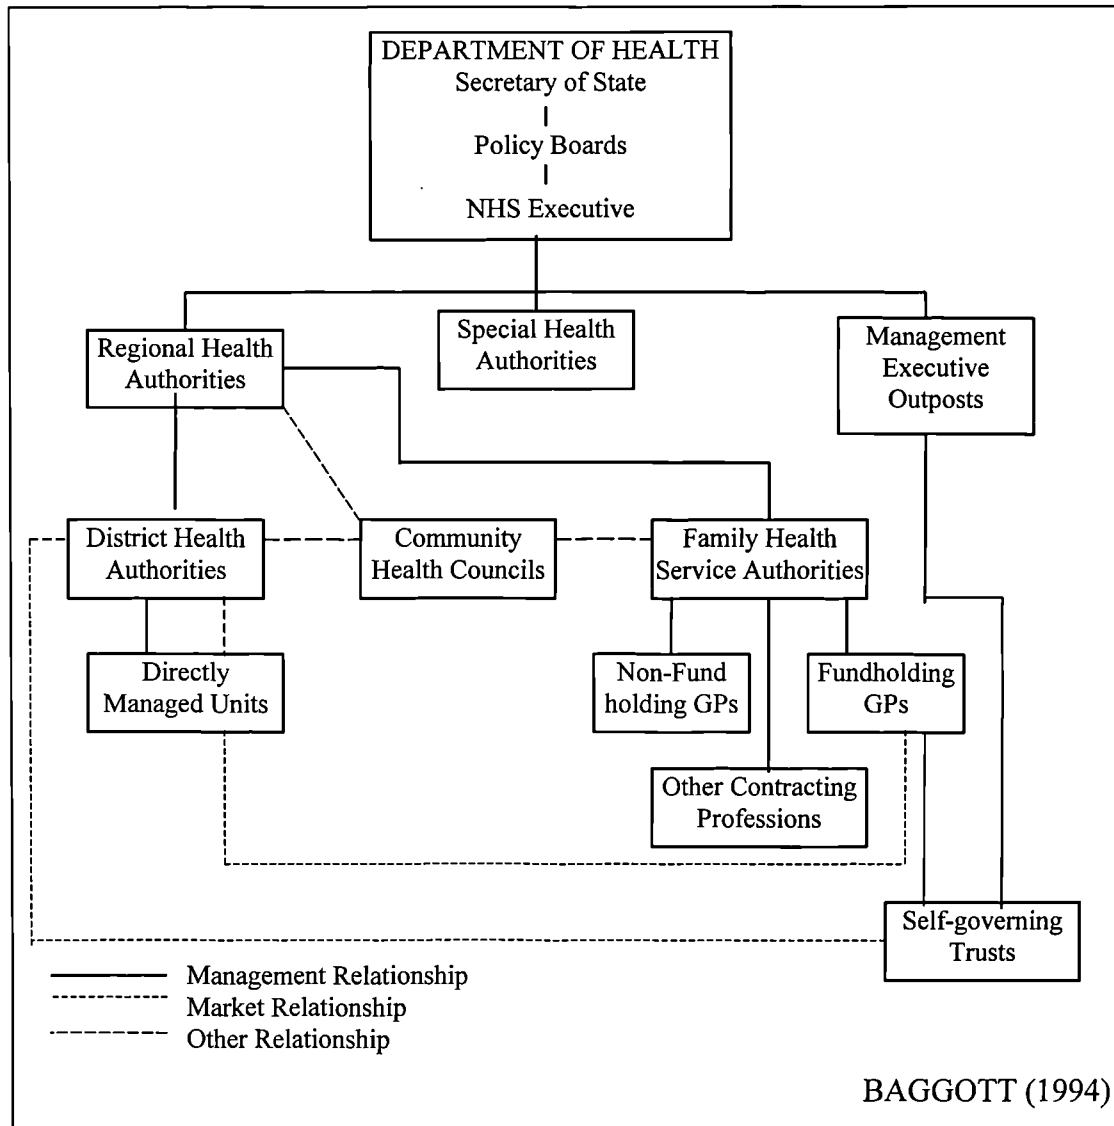 DEPARTMENT OF HEALTH
Secretary of State
Policy Boards
NHS Executive
Regional Health
Authorities
Special Health
Authorities
Management
Executive
Outposts
District Health
Authorities
Community
Health Councils
Family Health
Service Authorities
Directly
Managed Units
Non-Fund
holding GPs
Fundholding
GPs
Other Contracting
Professions
Self-governing
Trusts
Management Relationship
Market Relationship
Other Relationship
BAGGOTT (1994)